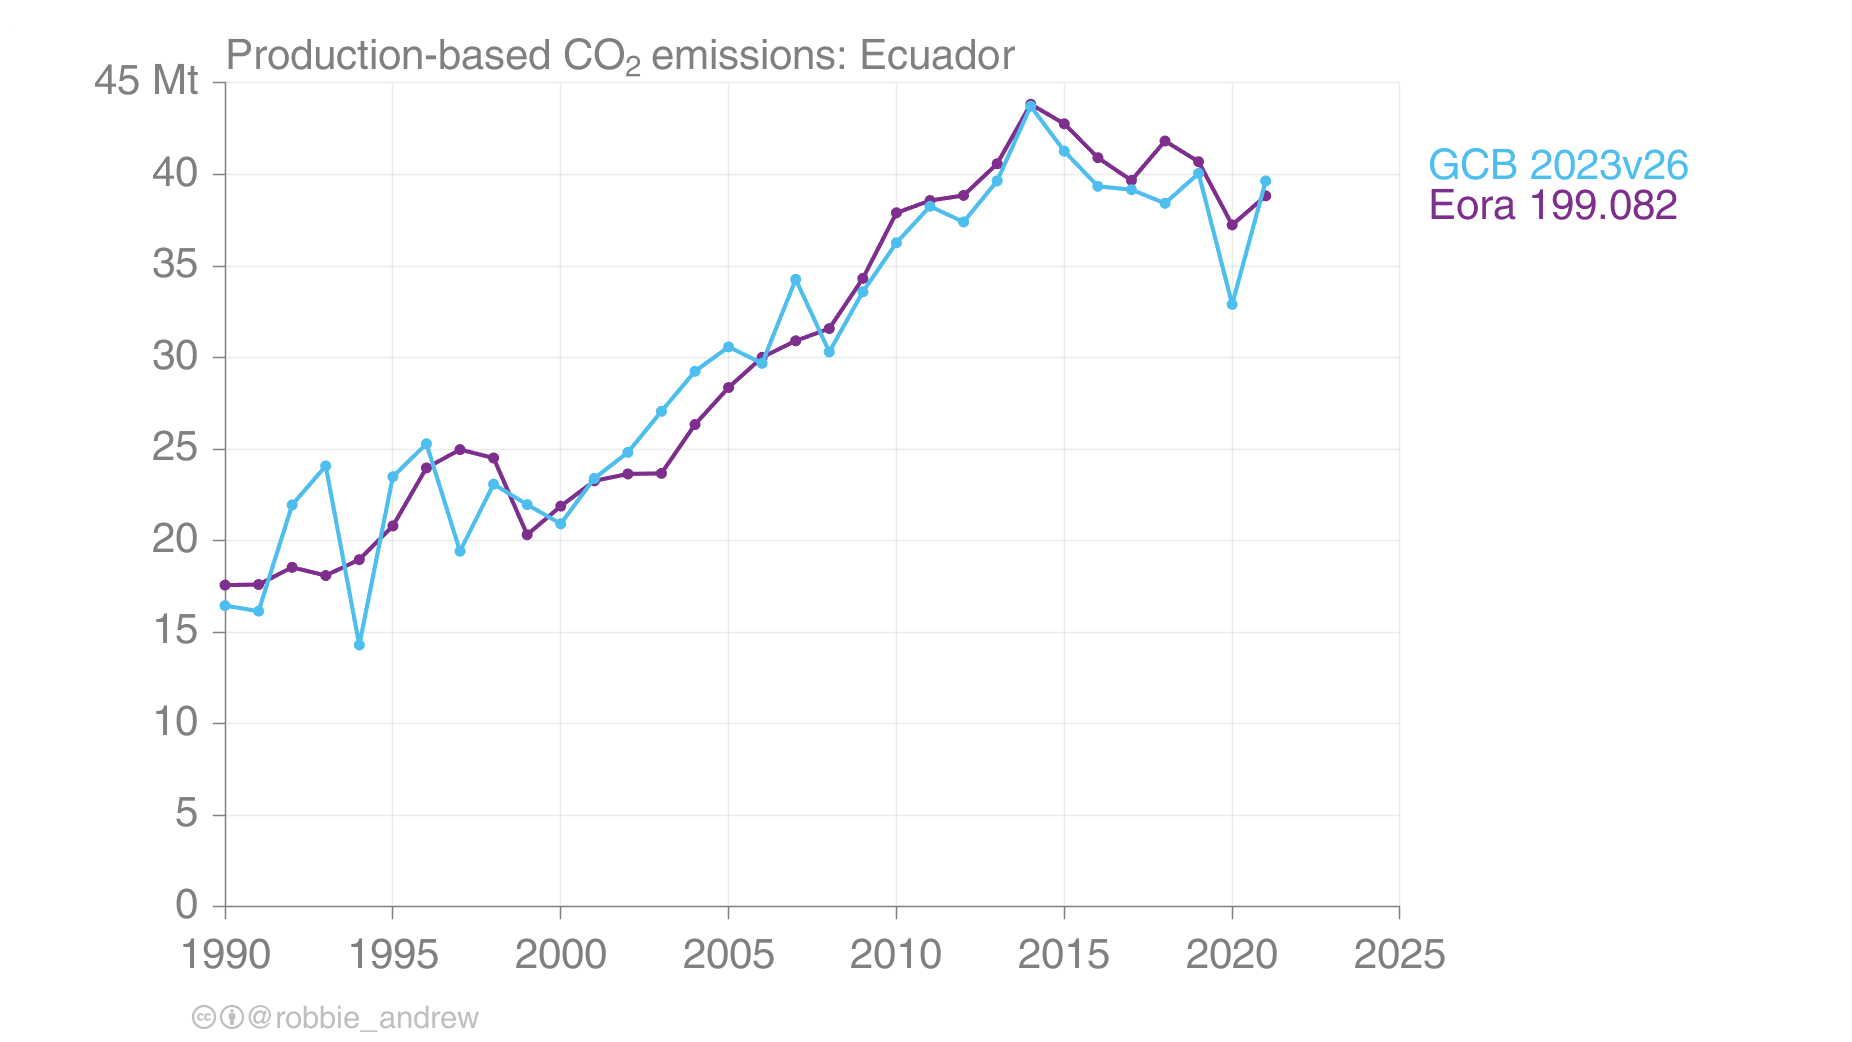 Production-based CO₂ emissions: Ecuador
45 Mt
40
35
30
25
20
15
10
5
0
1990 1995 2000 2005 2010 2015 2020 2025
GCB 2023v26
Eora 199.082
@robbie_andrew